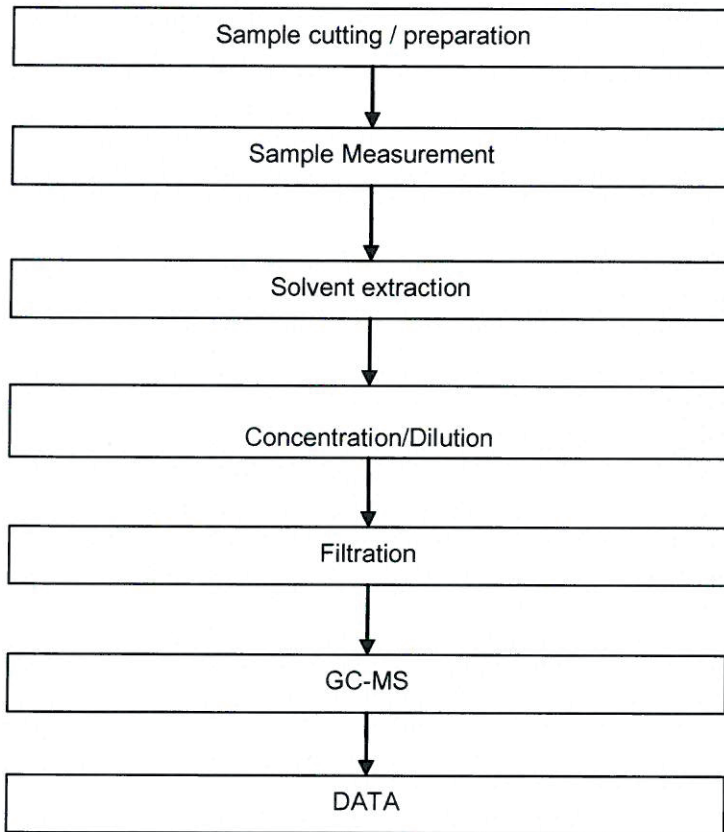 Sample cutting / preparation
Sample Measurement
Solvent extraction
Concentration/Dilution
Filtration
GC-MS
DATA